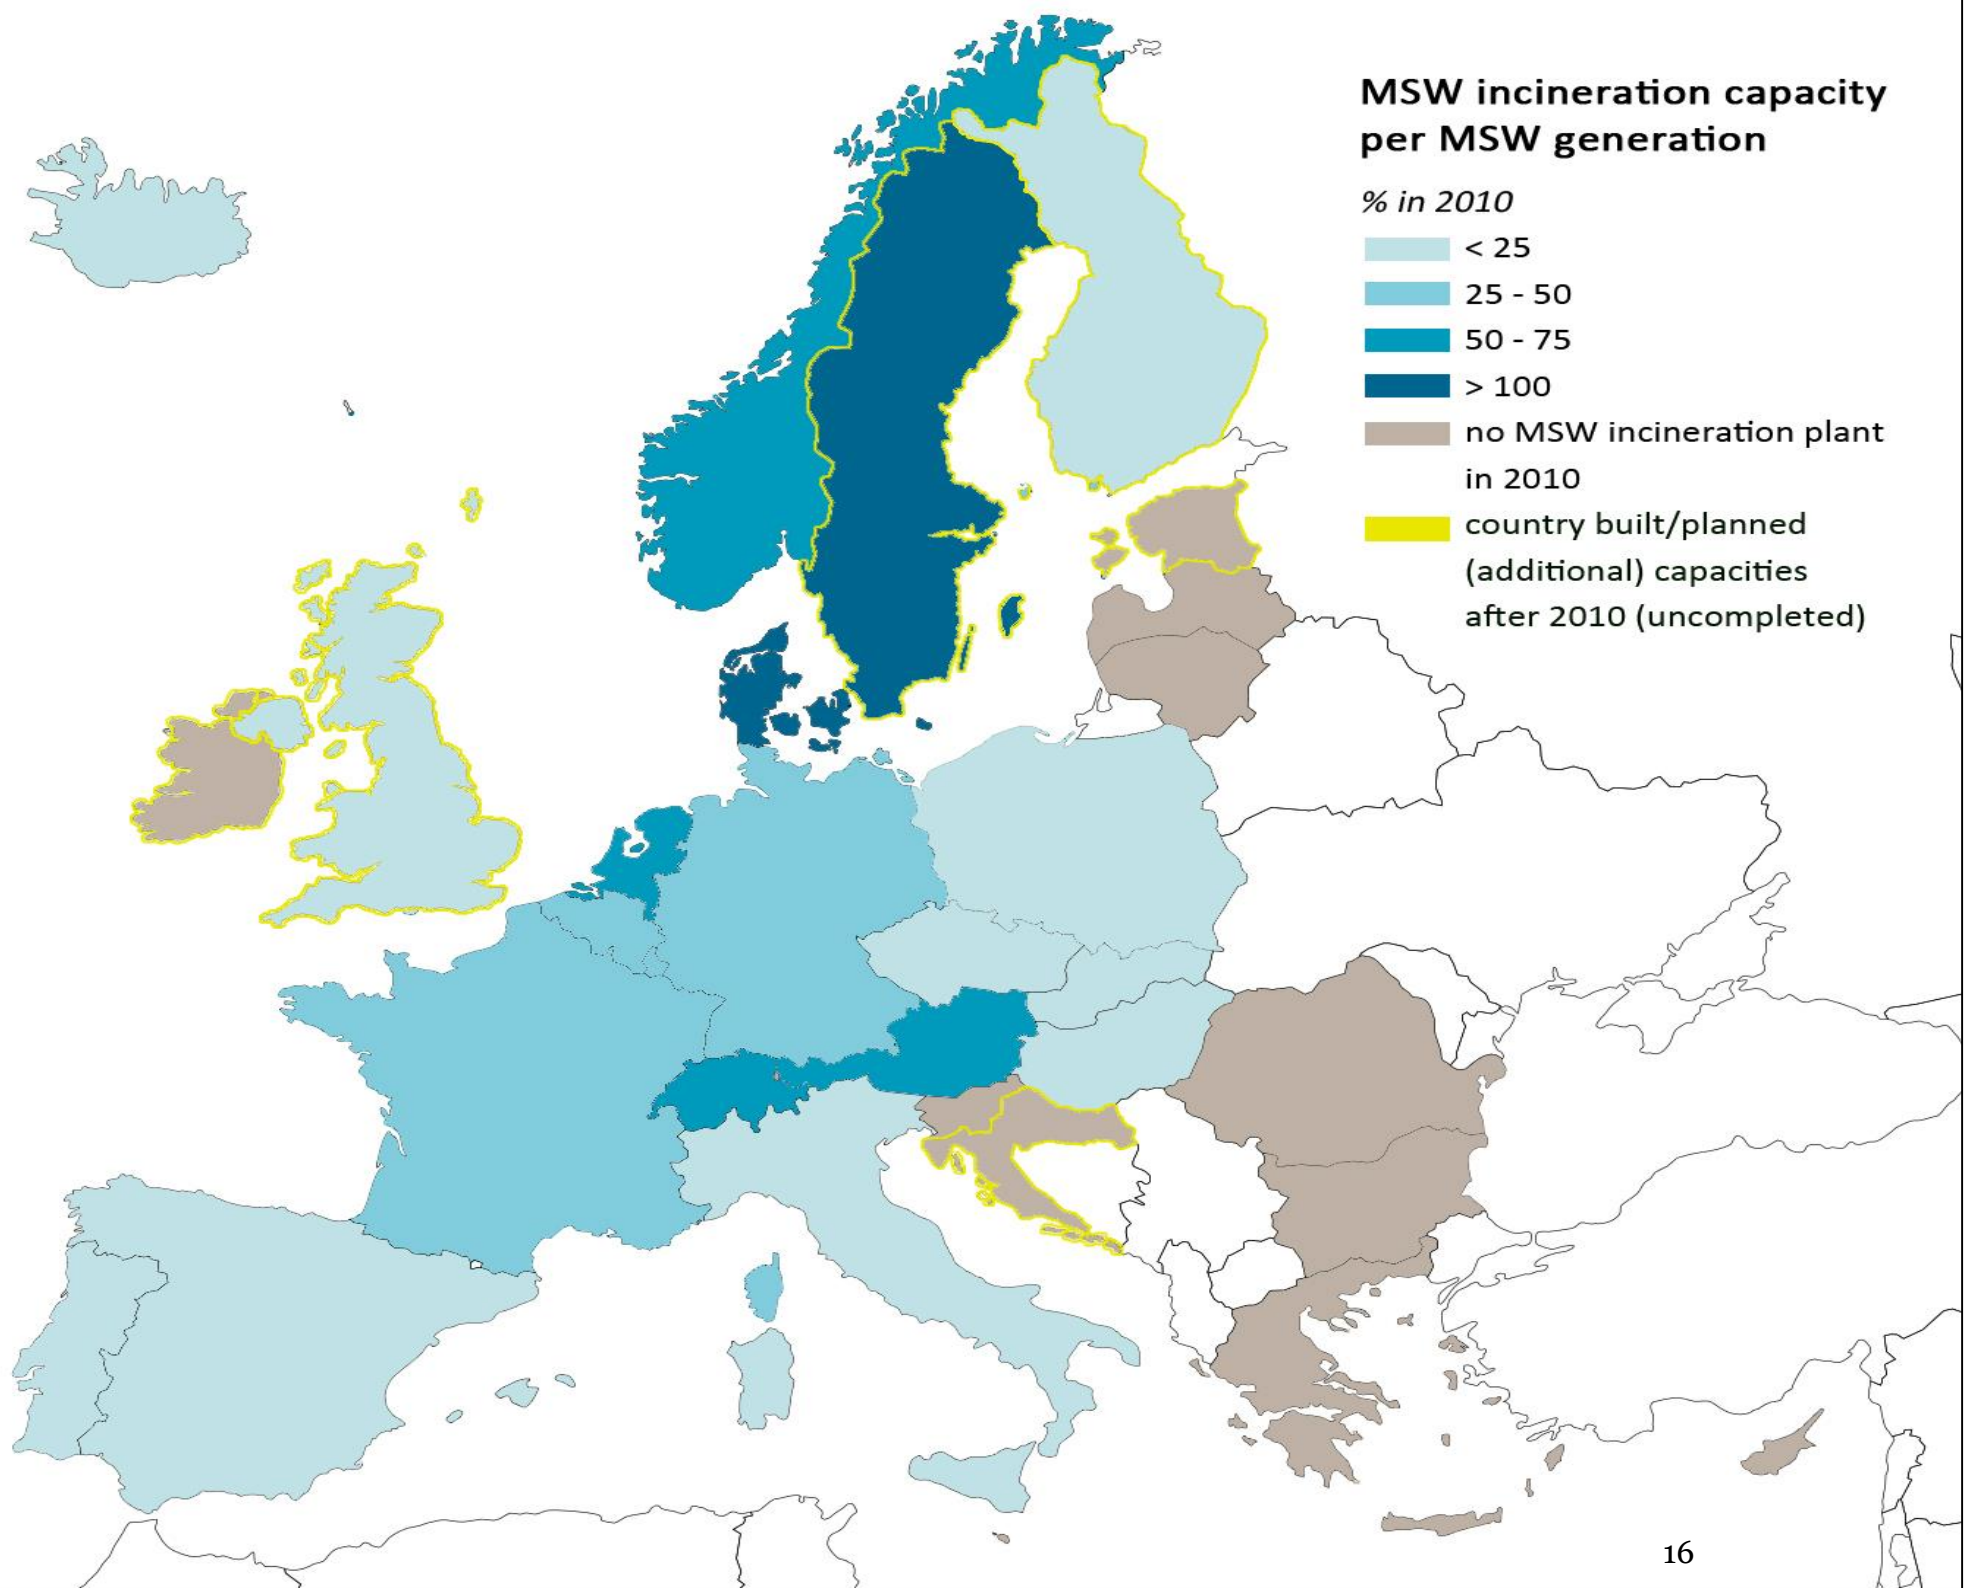 MSW incineration capacity
per MSW generation
% in 2010
< 25
25 - 50
50 - 75
> 100
no MSW incineration plant
in 2010
country built/planned
(additional) capacities
after 2010 (uncompleted)
16